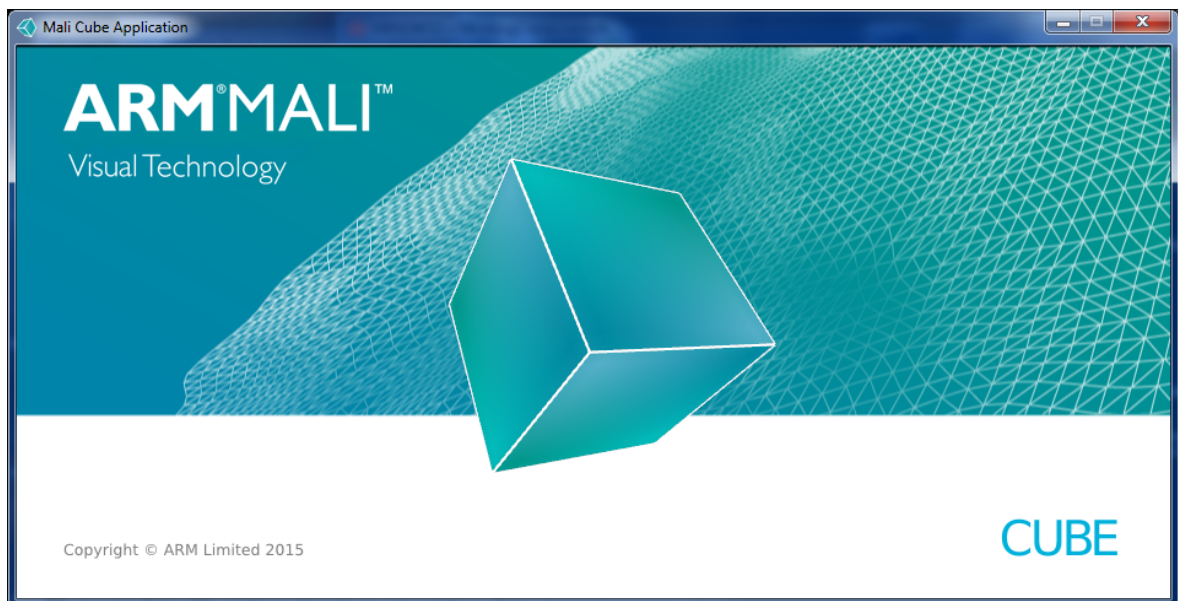 Mali Cube Application
ARM®MALI™
Visual Technology
Copyright © ARM Limited 2015
CUBE